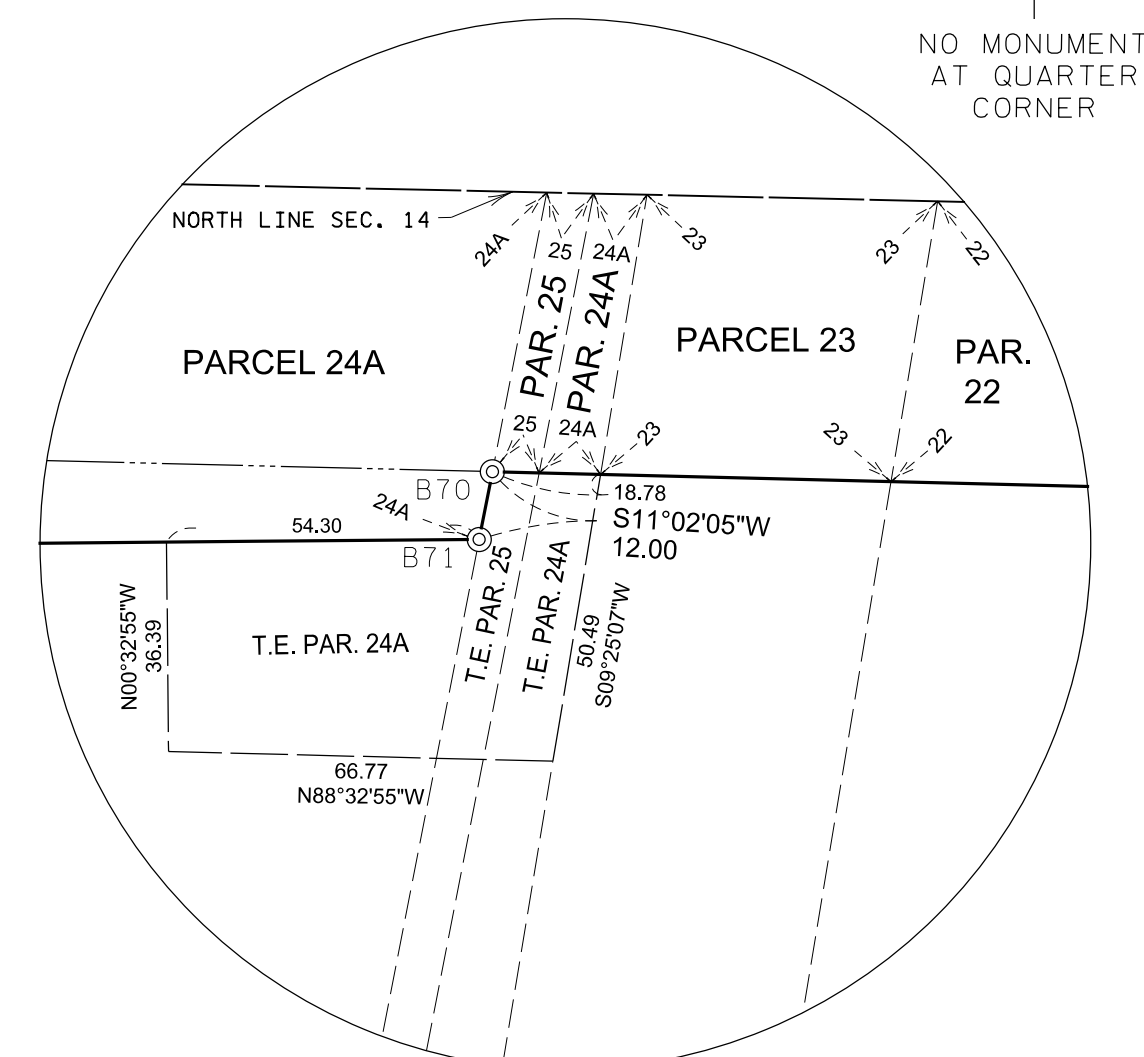 NO MONUMENT
AT QUARTER
CORNER
NORTH LINE SEC. 14
24A
25
24A
23
23
22
PARCEL 24A
PAR. 25
PAR. 24A
PARCEL 23
PAR.
22
25
24A
23
23
22
B70
18.78
S11°02'05"W
12.00
24A
54.30
B71
N00°32'55"W
36.39
T.E. PAR. 24A
T.E. PAR. 25
T.E. PAR. 24A
50.49
S09°25'07"W
66.77
N88°32'55"W